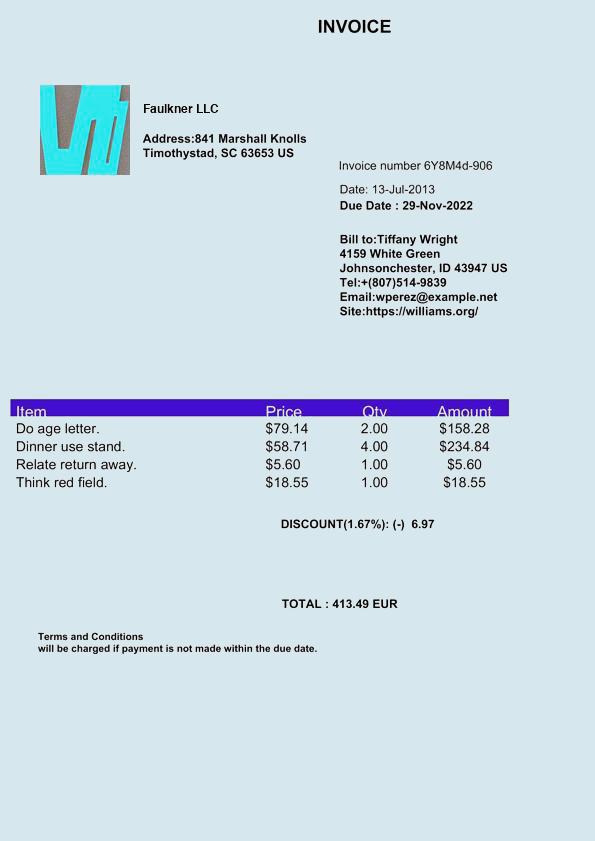 INVOICE
Faulkner LLC
Address:841 Marshall Knolls
Timothystad, SC 63653 US
Invoice number 6Y8M4d-906
Date: 13-Jul-2013
Due Date : 29-Nov-2022
Bill to:Tiffany Wright
4159 White Green
Johnsonchester, ID 43947 US
Tel:+(807)514-9839
Email:wperez@example.net
Site:https://williams.org/
Item Price Qty Amount
Do age letter. $79.14 2.00 $158.28
Dinner use stand. $58.71 4.00 $234.84
Relate return away. $5.60 1.00 $5.60
Think red field. $18.55 1.00 $18.55
DISCOUNT(1.67%): (-) 6.97
TOTAL : 413.49 EUR
Terms and Conditions
will be charged if payment is not made within the due date.